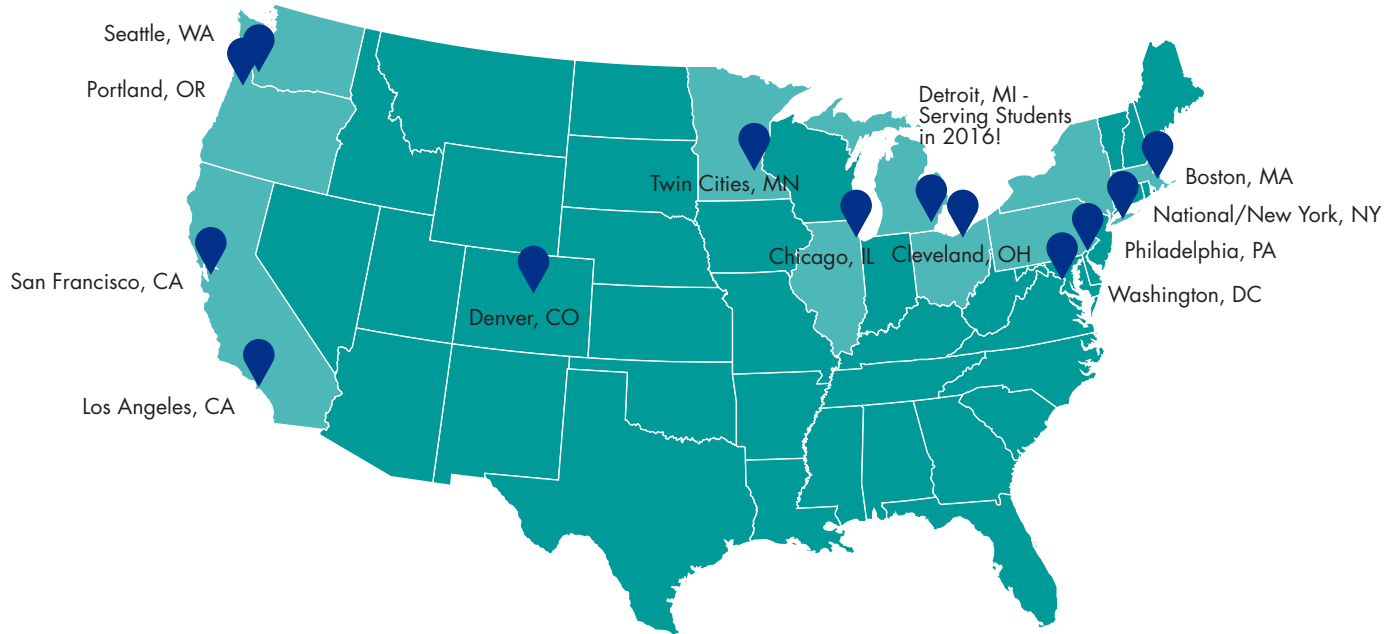 Seattle, WA
Portland, OR
San Francisco, CA
Los Angeles, CA
Denver, CO
Twin Cities, MN
Chicago, IL
Detroit, MI -
Serving Students
in 2016!
Cleveland, OH
Boston, MA
National/New York, NY
Philadelphia, PA
Washington, DC